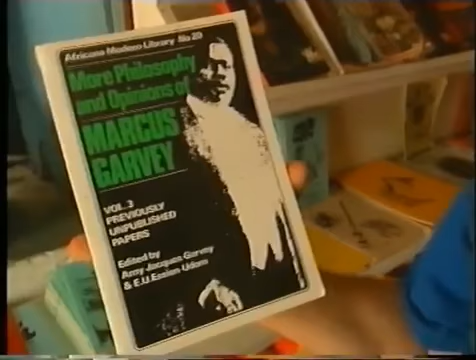 Africana Modern Library No 20
More Philosophy
and Opinions of
MARCUS
GARVEY
VOL. 3
PREVIOUSLY
UNPUBLISHED
PAPERS
Edited by
Amy Jacques Garvey
& E.U. Essien Udom